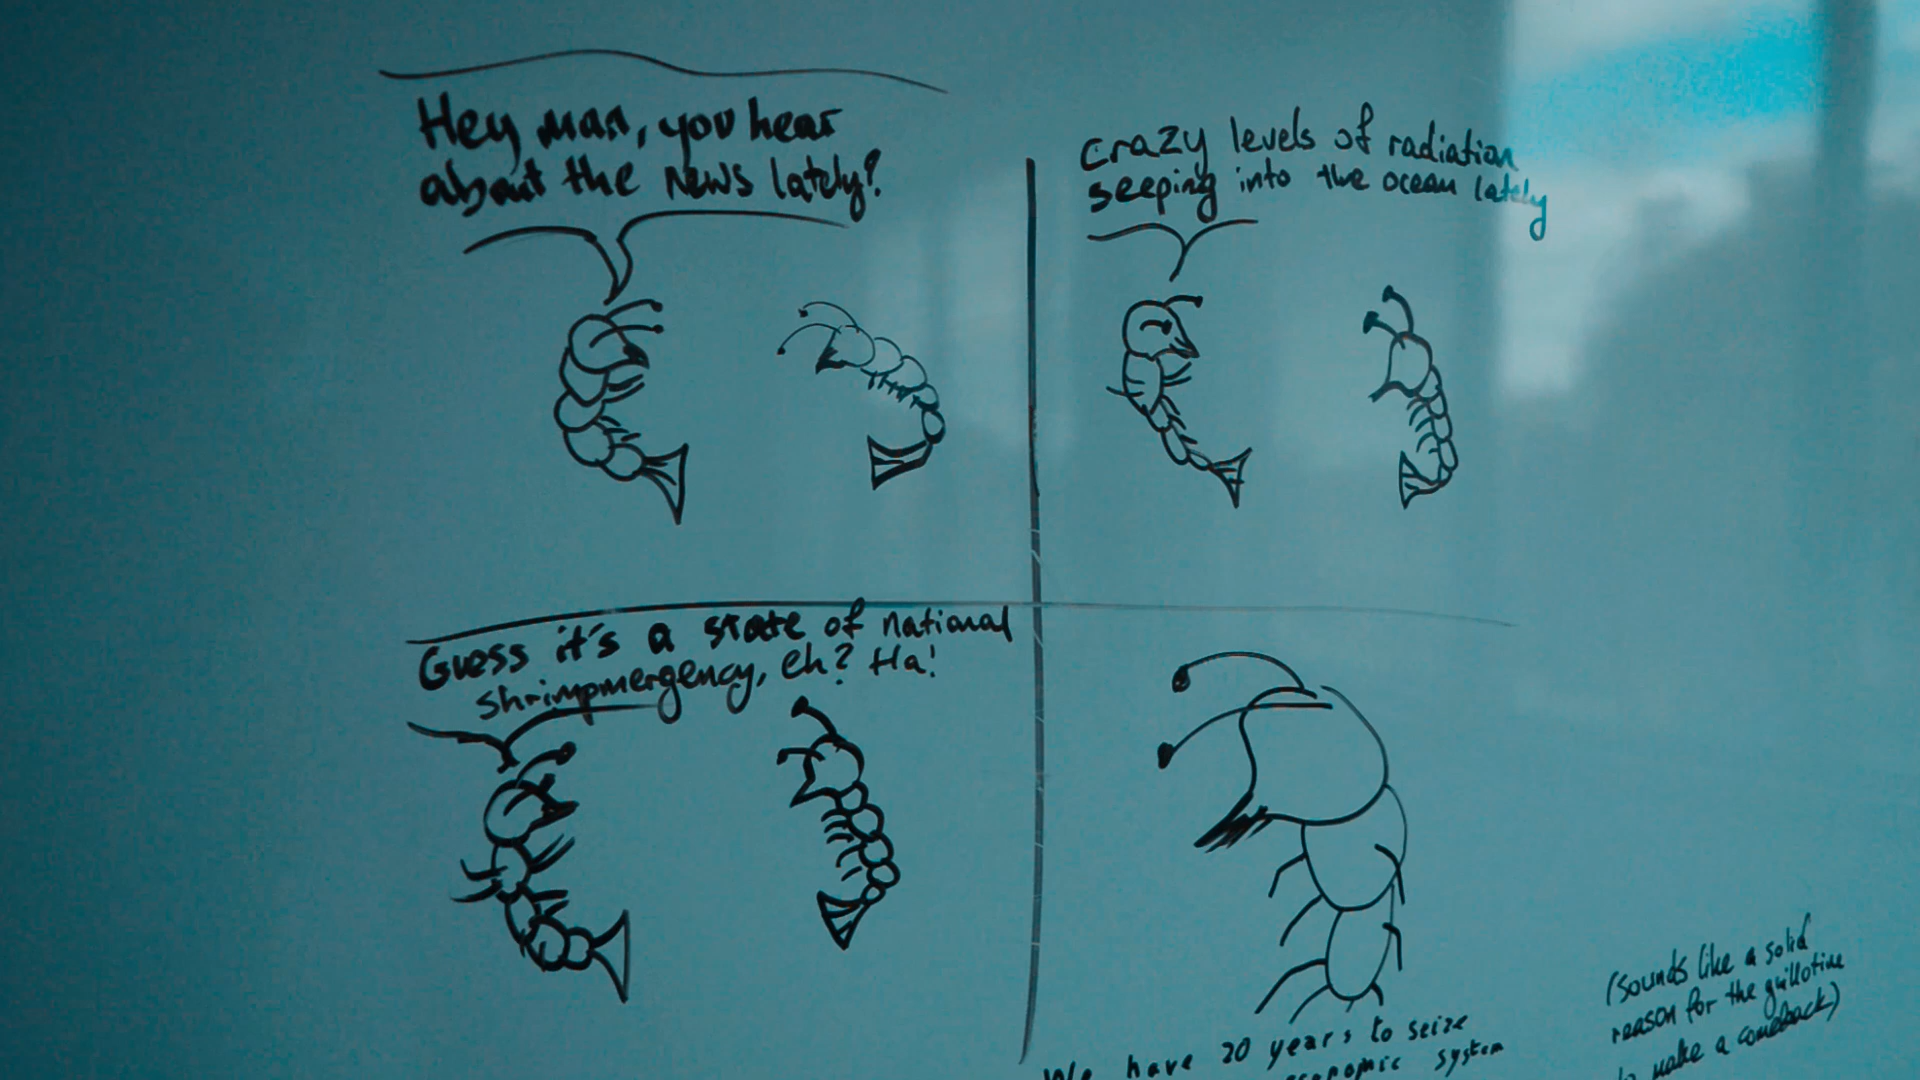 Hey man, you hear
about the news lately?
crazy levels of radiation
seeping into the ocean lately
Guess it's a state of national
shrimpmergency, eh? Ha!
We have 20 years to seize
economic system
(sounds like a solid
reason for the guillotine
to make a comeback)